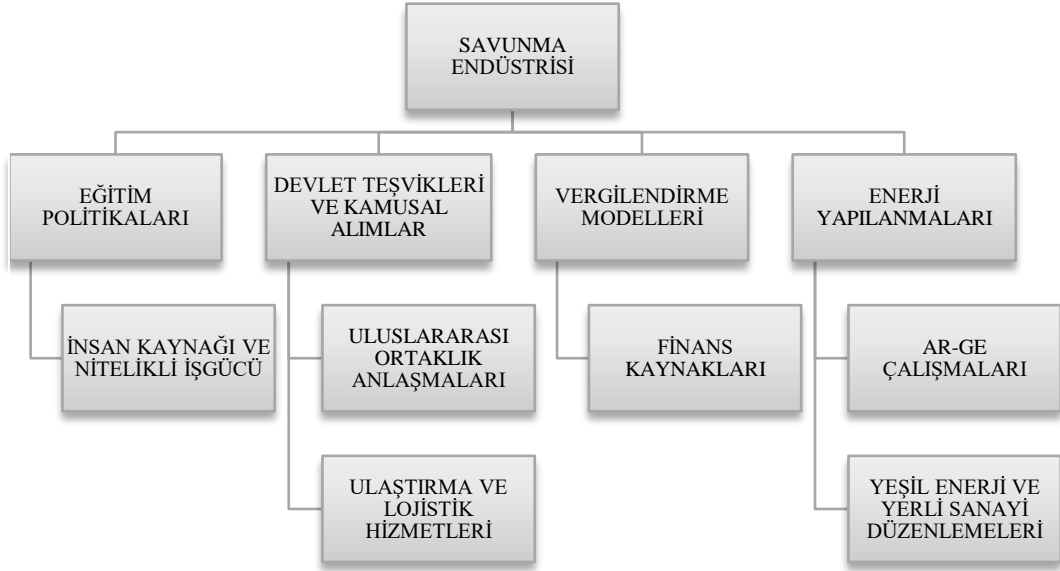 SAVUNMA
ENDÜSTRİSİ
EĞİTİM
POLİTİKALARI
DEVLET TEŞVİKLERİ
VE KAMUSAL
ALIMLAR
VERGİLENDİRME
MODELLERİ
ENERJİ
YAPILANMALARI
İNSAN KAYNAĞI VE
NİTELİKLİ İŞGÜCÜ
ULUSLARARASI
ORTAKLIK
ANLAŞMALARI
FİNANS
KAYNAKLARI
AR-GE
ÇALIŞMALARI
ULAŞTIRMA VE
LOJİSTİK
HİZMETLERİ
YEŞİL ENERJİ VE
YERLİ SANAYİ
DÜZENLEMELERİ